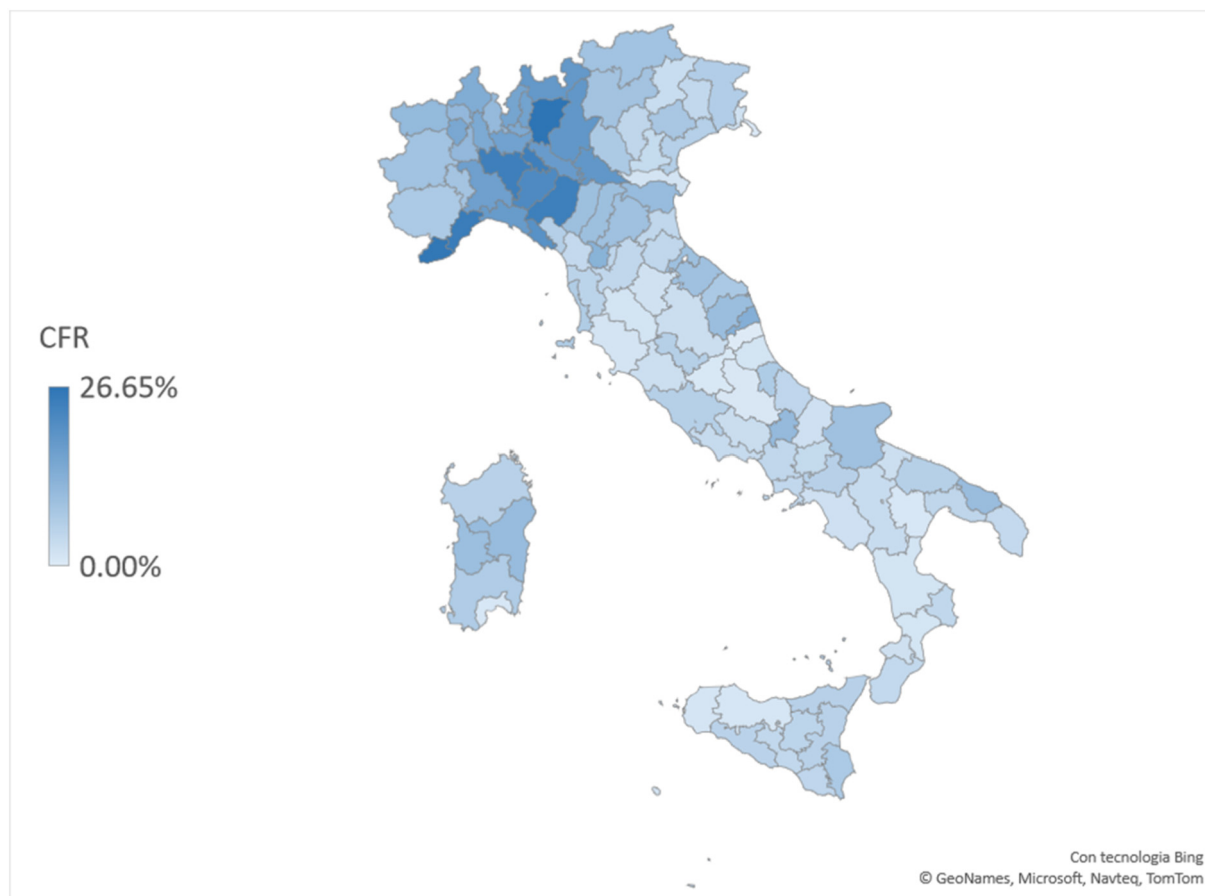 CFR
26.65%
0.00%
Con tecnologia Bing
© GeoNames, Microsoft, Navteq, TomTom